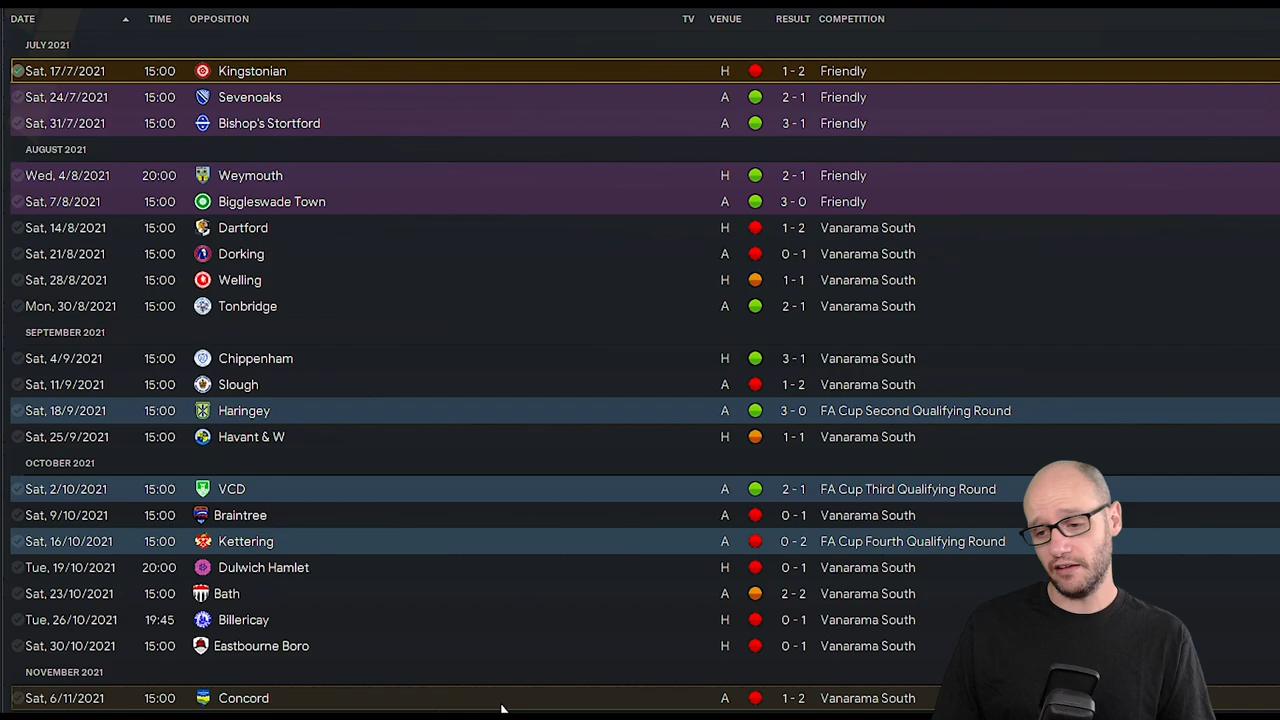 DATE TIME OPPOSITION TV VENUE RESULT COMPETITION
JULY 2021
Sat, 17/7/2021 15:00 Kingstonian H 1 - 2 Friendly
Sat, 24/7/2021 15:00 Sevenoaks A 2 - 1 Friendly
Sat, 31/7/2021 15:00 Bishop's Stortford A 3 - 1 Friendly
AUGUST 2021
Wed, 4/8/2021 20:00 Weymouth H 2 - 1 Friendly
Sat, 7/8/2021 15:00 Biggleswade Town A 3 - 0 Friendly
Sat, 14/8/2021 15:00 Dartford H 1 - 2 Vanarama South
Sat, 21/8/2021 15:00 Dorking A 0 - 1 Vanarama South
Sat, 28/8/2021 15:00 Welling H 1 - 1 Vanarama South
Mon, 30/8/2021 15:00 Tonbridge A 2 - 1 Vanarama South
SEPTEMBER 2021
Sat, 4/9/2021 15:00 Chippenham H 3 - 1 Vanarama South
Sat, 11/9/2021 15:00 Slough A 1 - 2 Vanarama South
Sat, 18/9/2021 15:00 Haringey A 3 - 0 FA Cup Second Qualifying Round
Sat, 25/9/2021 15:00 Havant & W H 1 - 1 Vanarama South
OCTOBER 2021
Sat, 2/10/2021 15:00 VCD A 2 - 1 FA Cup Third Qualifying Round
Sat, 9/10/2021 15:00 Braintree A 0 - 1 Vanarama South
Sat, 16/10/2021 15:00 Kettering A 0 - 2 FA Cup Fourth Qualifying Round
Tue, 19/10/2021 20:00 Dulwich Hamlet H 0 - 1 Vanarama South
Sat, 23/10/2021 15:00 Bath A 2 - 2 Vanarama South
Tue, 26/10/2021 19:45 Billericay H 0 - 1 Vanarama South
Sat, 30/10/2021 15:00 Eastbourne Boro H 0 - 1 Vanarama South
NOVEMBER 2021
Sat, 6/11/2021 15:00 Concord A 1 - 2 Vanarama South